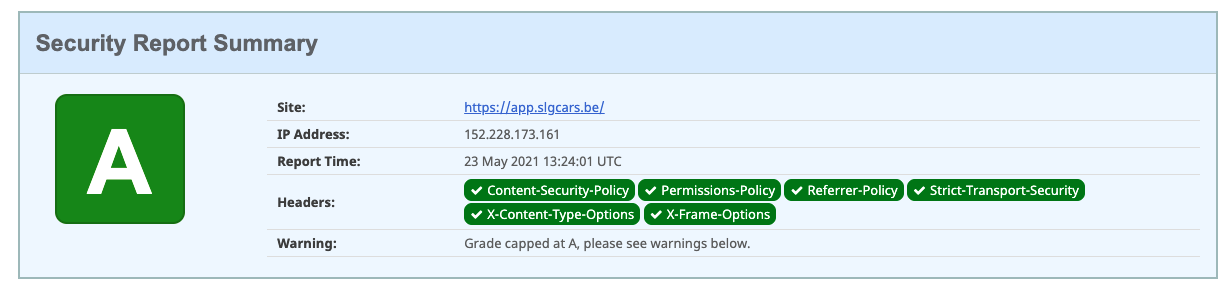 Security Report Summary
A
Site: https://app.slgcars.be/
IP Address: 152.228.173.161
Report Time: 23 May 2021 13:24:01 UTC
Headers: Content-Security-Policy Permissions-Policy Referrer-Policy Strict-Transport-Security
X-Content-Type-Options X-Frame-Options
Warning: Grade capped at A, please see warnings below.